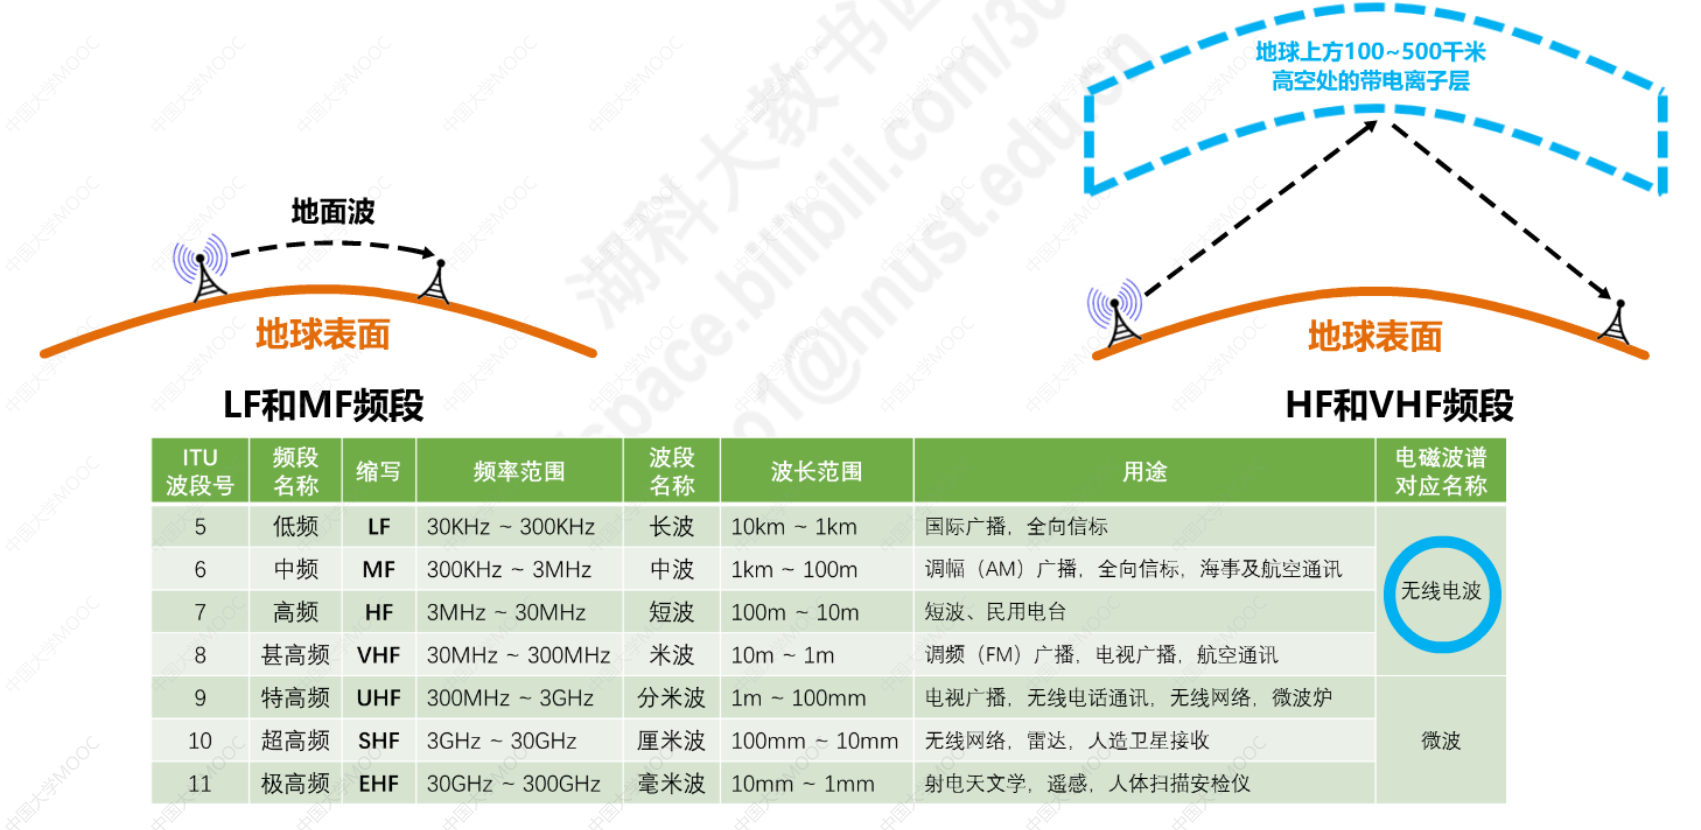 地球上方100~500千米
高空处的带电离子层
地面波
地球表面
地球表面
LF和MF频段
HF和VHF频段
ITU波段号 频段名称 缩写 频率范围 波段名称 波长范围 用途 电磁波谱对应名称
5 低频 LF 30KHz ~ 300KHz 长波 10km ~ 1km 国际广播，全向信标
6 中频 MF 300KHz ~ 3MHz 中波 1km ~ 100m 调幅（AM）广播，全向信标，海事及航空通讯
7 高频 HF 3MHz ~ 30MHz 短波 100m ~ 10m 短波、民用电台
无线电波
8 甚高频 VHF 30MHz ~ 300MHz 米波 10m ~ 1m 调频（FM）广播，电视广播，航空通讯
9 特高频 UHF 300MHz ~ 3GHz 分米波 1m ~ 100mm 电视广播，无线电话通讯，无线网络，微波炉
10 超高频 SHF 3GHz ~ 30GHz 厘米波 100mm ~ 10mm 无线网络，雷达，人造卫星接收 微波
11 极高频 EHF 30GHz ~ 300GHz 毫米波 10mm ~ 1mm 射电天文学，遥感，人体扫描安检仪
中国大学MOOC
湖科大教书
space.bilibili.com/30
o1@hnust.edu.cn